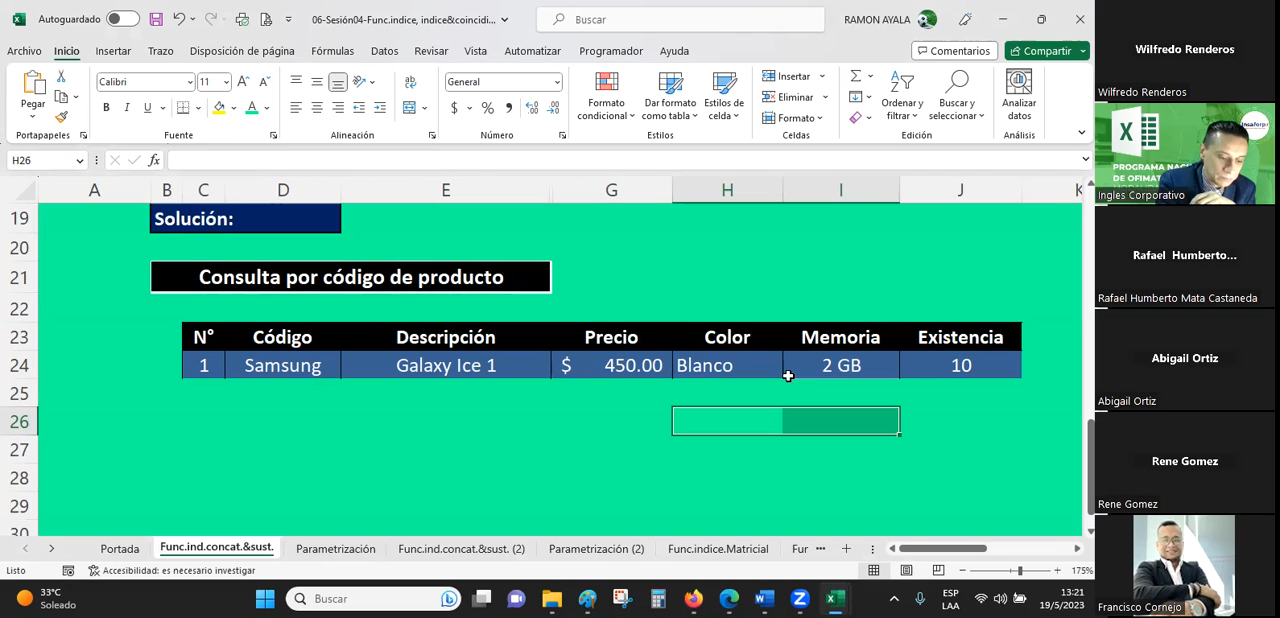 Autoguardado
06-Sesión04-Func.indice, indice&coincidi...
Buscar
RAMON AYALA
Archivo Inicio Insertar Trazo Disposición de página Fórmulas Datos Revisar Vista Automatizar Programador Ayuda
Comentarios
Compartir
Pegar
Portapapeles
Calibri 11
N K S
Fuente
Alineación
General
$ % 000
Número
Formato condicional
Dar formato como tabla
Estilos de celda
Estilos
Insertar
Eliminar
Formato
Celdas
Ordenar y filtrar
Buscar y seleccionar
Edición
Analizar datos
Análisis
H26
fx
A B C D E G H I J K
19 Solución:
20
21 Consulta por código de producto
22
23 N° Código Descripción Precio Color Memoria Existencia
24 1 Samsung Galaxy Ice 1 $ 450.00 Blanco 2 GB 10
25
26
27
28
29
30
Portada Func.ind.concat.&sust. Parametrización Func.ind.concat.&sust. (2) Parametrización (2) Func.indice.Matricial Fur ...
Listo
Accesibilidad: es necesario investigar
175%
33°C
Soleado
Buscar
ESP
LAA
13:21
19/5/2023
Wilfredo Renderos
Wilfredo Renderos
insaforp
PROGRAMA NAC
DE OFIMÁT
Ingles Corporativo
Rafael Humberto...
Rafael Humberto Mata Castaneda
Abigail Ortiz
Abigail Ortiz
Rene Gomez
Rene Gomez
Francisco Cornejo